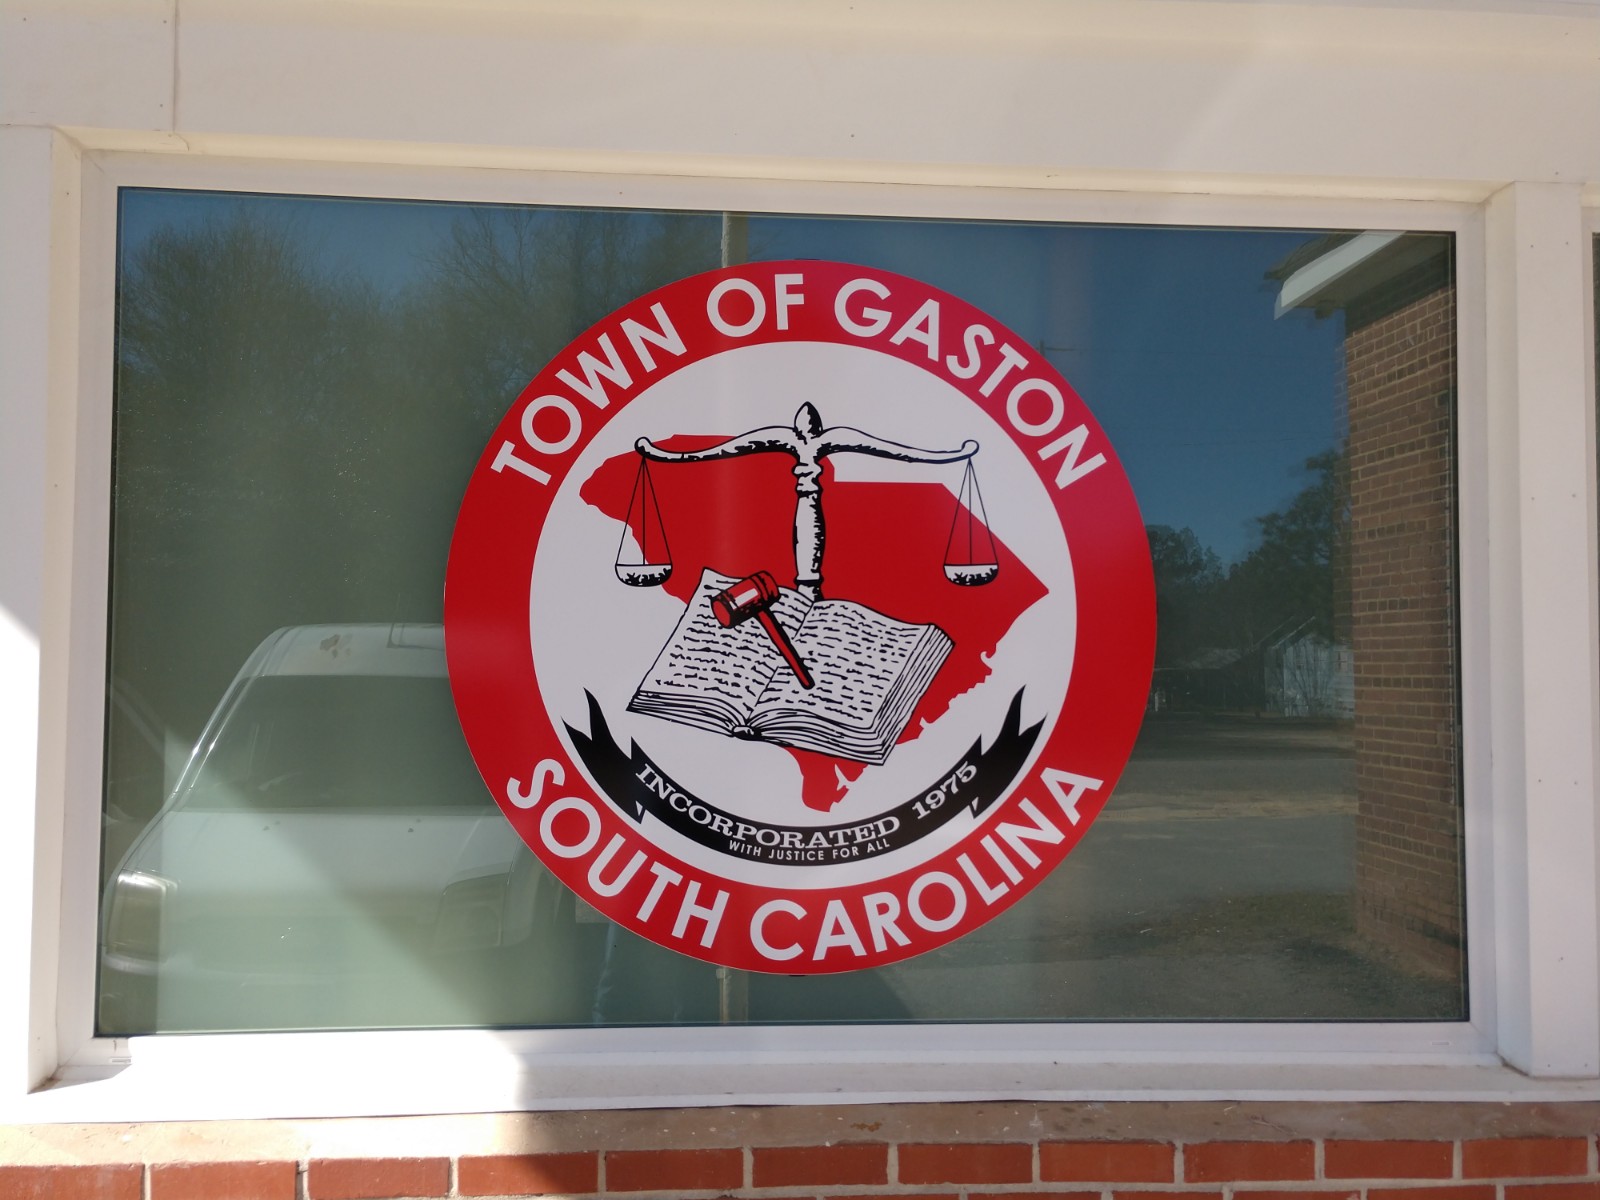 TOWN OF GASTON
INCORPORATED 1975
WITH JUSTICE FOR ALL
SOUTH CAROLINA